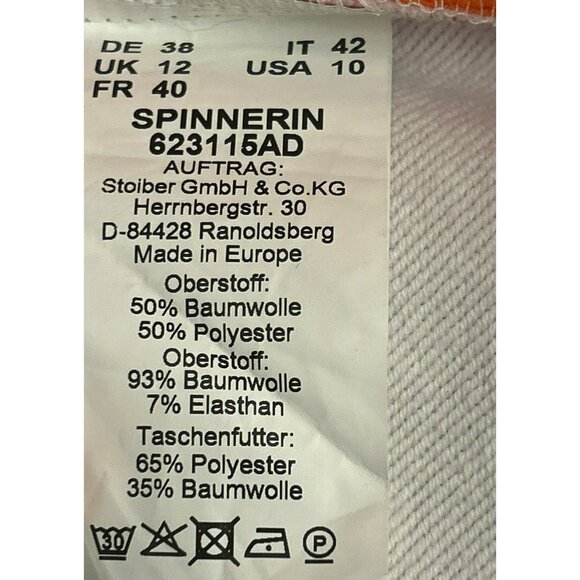 DE 38 IT 42
UK 12 USA 10
FR 40
SPINNERIN
623115AD
AUFTRAG:
Stoiber GmbH & Co.KG
Herrnbergstr. 30
D-84428 Ranoldsberg
Made in Europe
Oberstoff:
50% Baumwolle
50% Polyester
Oberstoff:
93% Baumwolle
7% Elasthan
Taschenfutter:
65% Polyester
35% Baumwolle
30 P